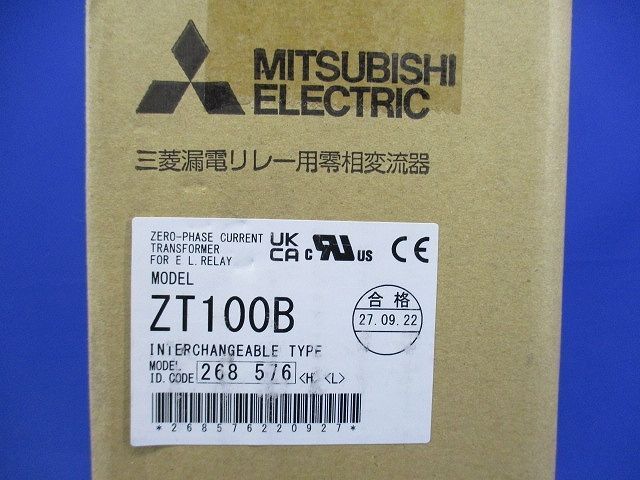 MITSUBISHI
ELECTRIC
三菱漏電リレー用零相変流器
ZERO-PHASE CURRENT
TRANSFORMER
FOR E L. RELAY
UK
CA
c RU US
CE
MODEL
ZT100B
合格
27.09.22
INTERCHANGEABLE TYPE
MODEL
ID. CODE 268 576 <H> <L>
*268576220927*